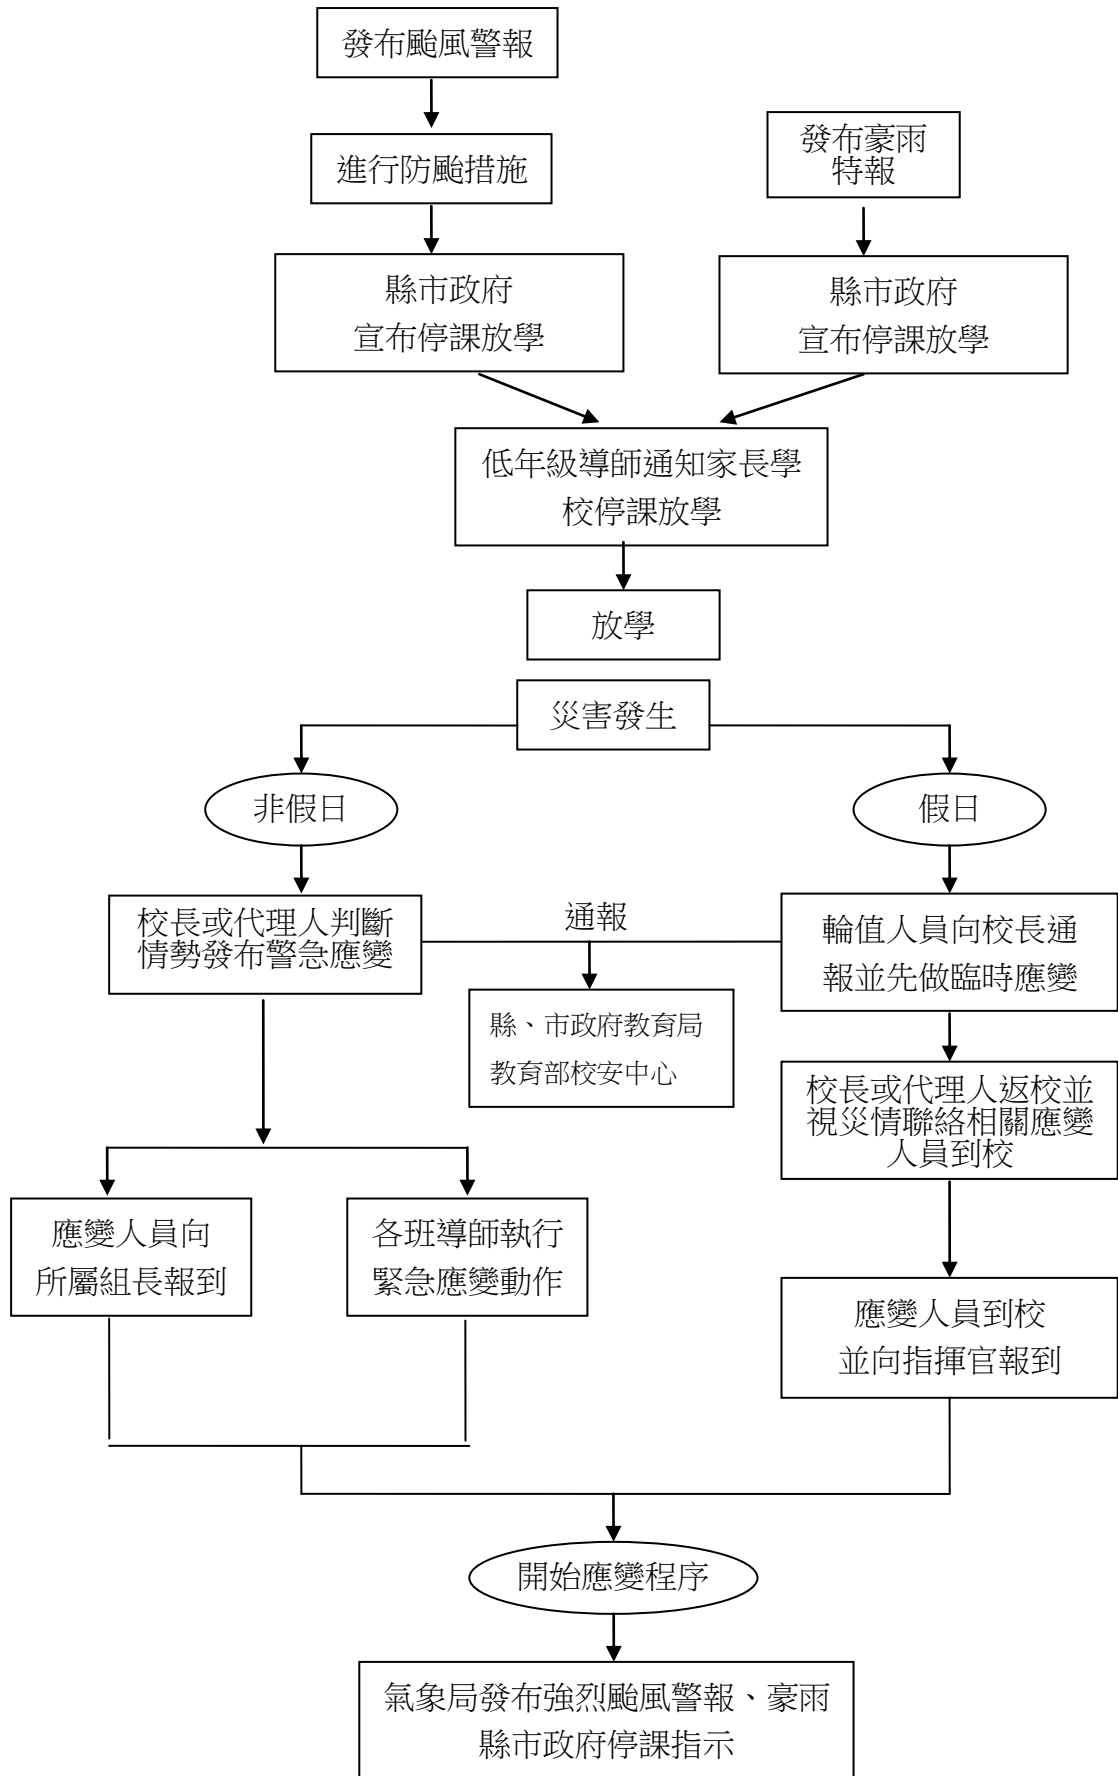 發布颱風警報
發布豪雨
特報
進行防颱措施
縣市政府
宣布停課放學
縣市政府
宣布停課放學
低年級導師通知家長學
校停課放學
放學
災害發生
非假日
假日
校長或代理人判斷
情勢發布警急應變
通報
輪值人員向校長通
報並先做臨時應變
縣、市政府教育局
教育部校安中心
校長或代理人返校並
視災情聯絡相關應變
人員到校
應變人員向
所屬組長報到
各班導師執行
緊急應變動作
應變人員到校
並向指揮官報到
開始應變程序
氣象局發布強烈颱風警報、豪雨
縣市政府停課指示